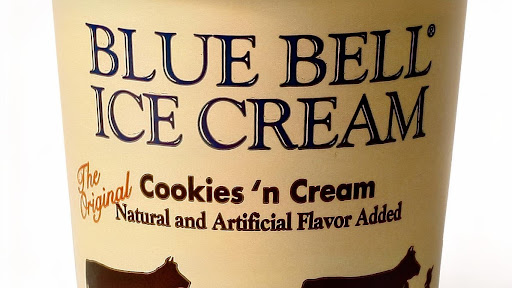 BLUE BELL®
ICE CREAM
The
Original
Cookies 'n Cream
Natural and Artificial Flavor Added